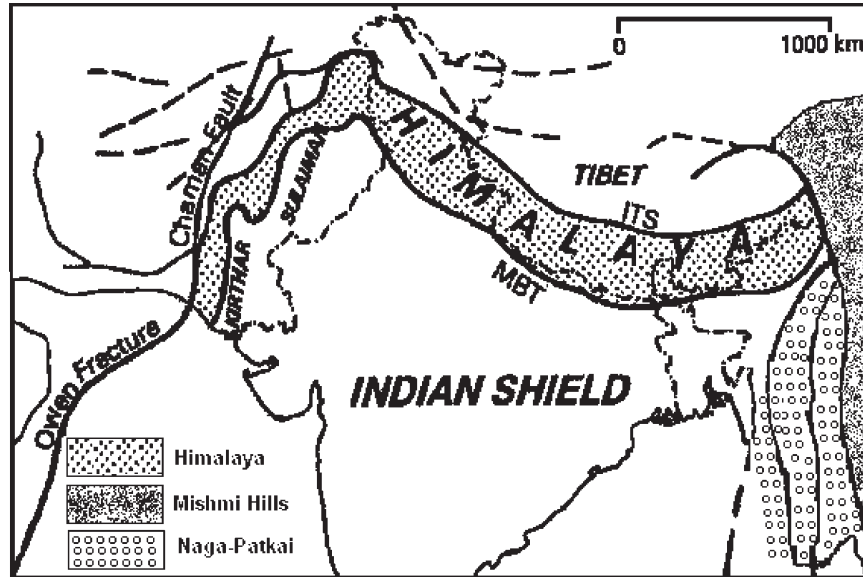 0 1000 km
Chaman Fault
SULAIMAN
KIRTHAR
HIMALAYA
TIBET
ITS
MBT
Owen Fracture
INDIAN SHIELD
Himalaya
Mishmi Hills
Naga-Patkai